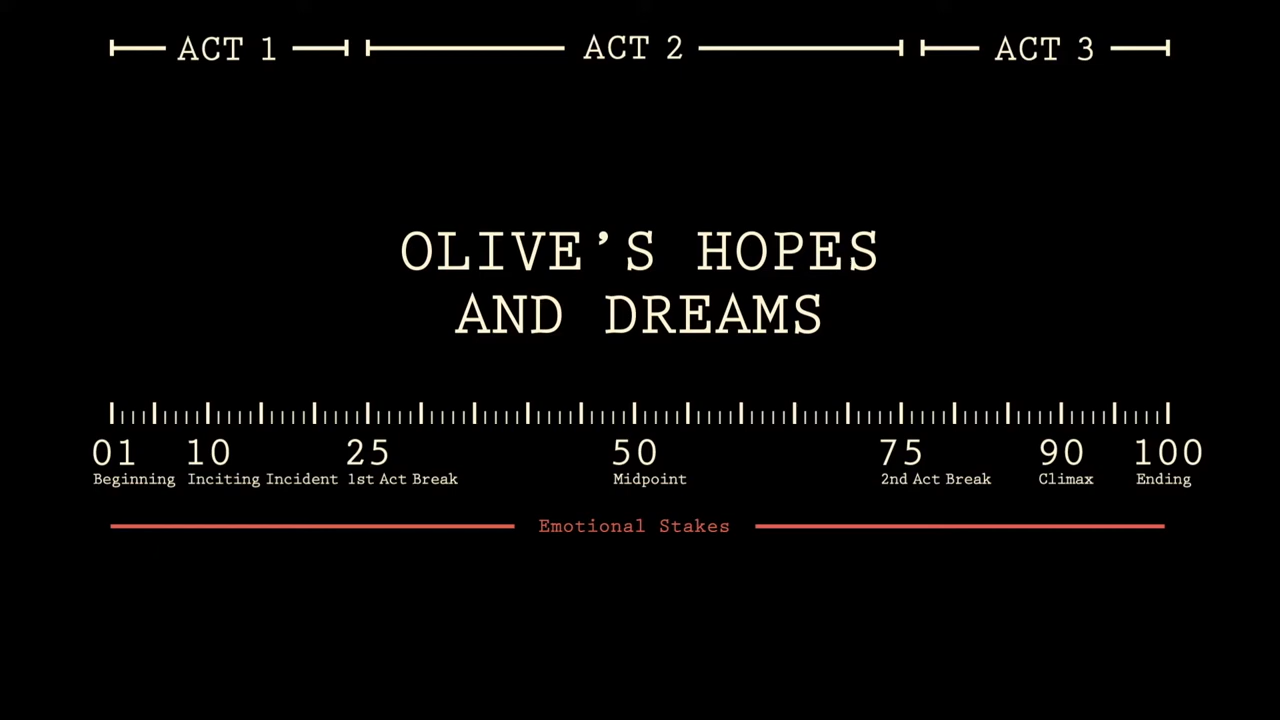 ACT 1 ACT 2 ACT 3
OLIVE’S HOPES
AND DREAMS
01 10 25 50 75 90 100
Beginning Inciting Incident 1st Act Break Midpoint 2nd Act Break Climax Ending
Emotional Stakes